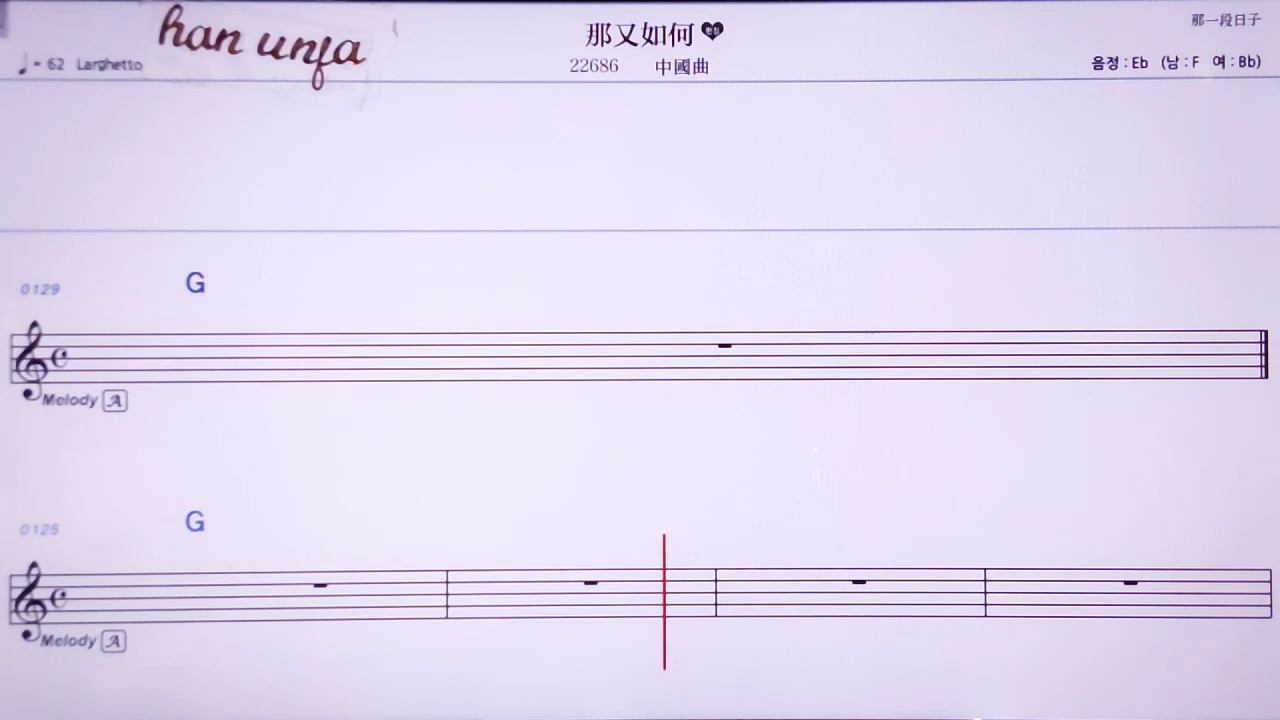 han unfa
那又如何
那一段日子
♩ = 62 Larghetto
22686 中國曲
음정 : Eb (남 : F 여 : Bb)
0129 G
Melody A
0125 G
Melody A